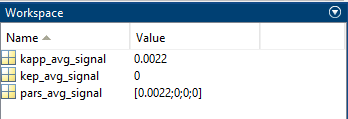 Workspace
Name Value
kapp_avg_signal 0.0022
kep_avg_signal 0
pars_avg_signal [0.0022;0;0;0]